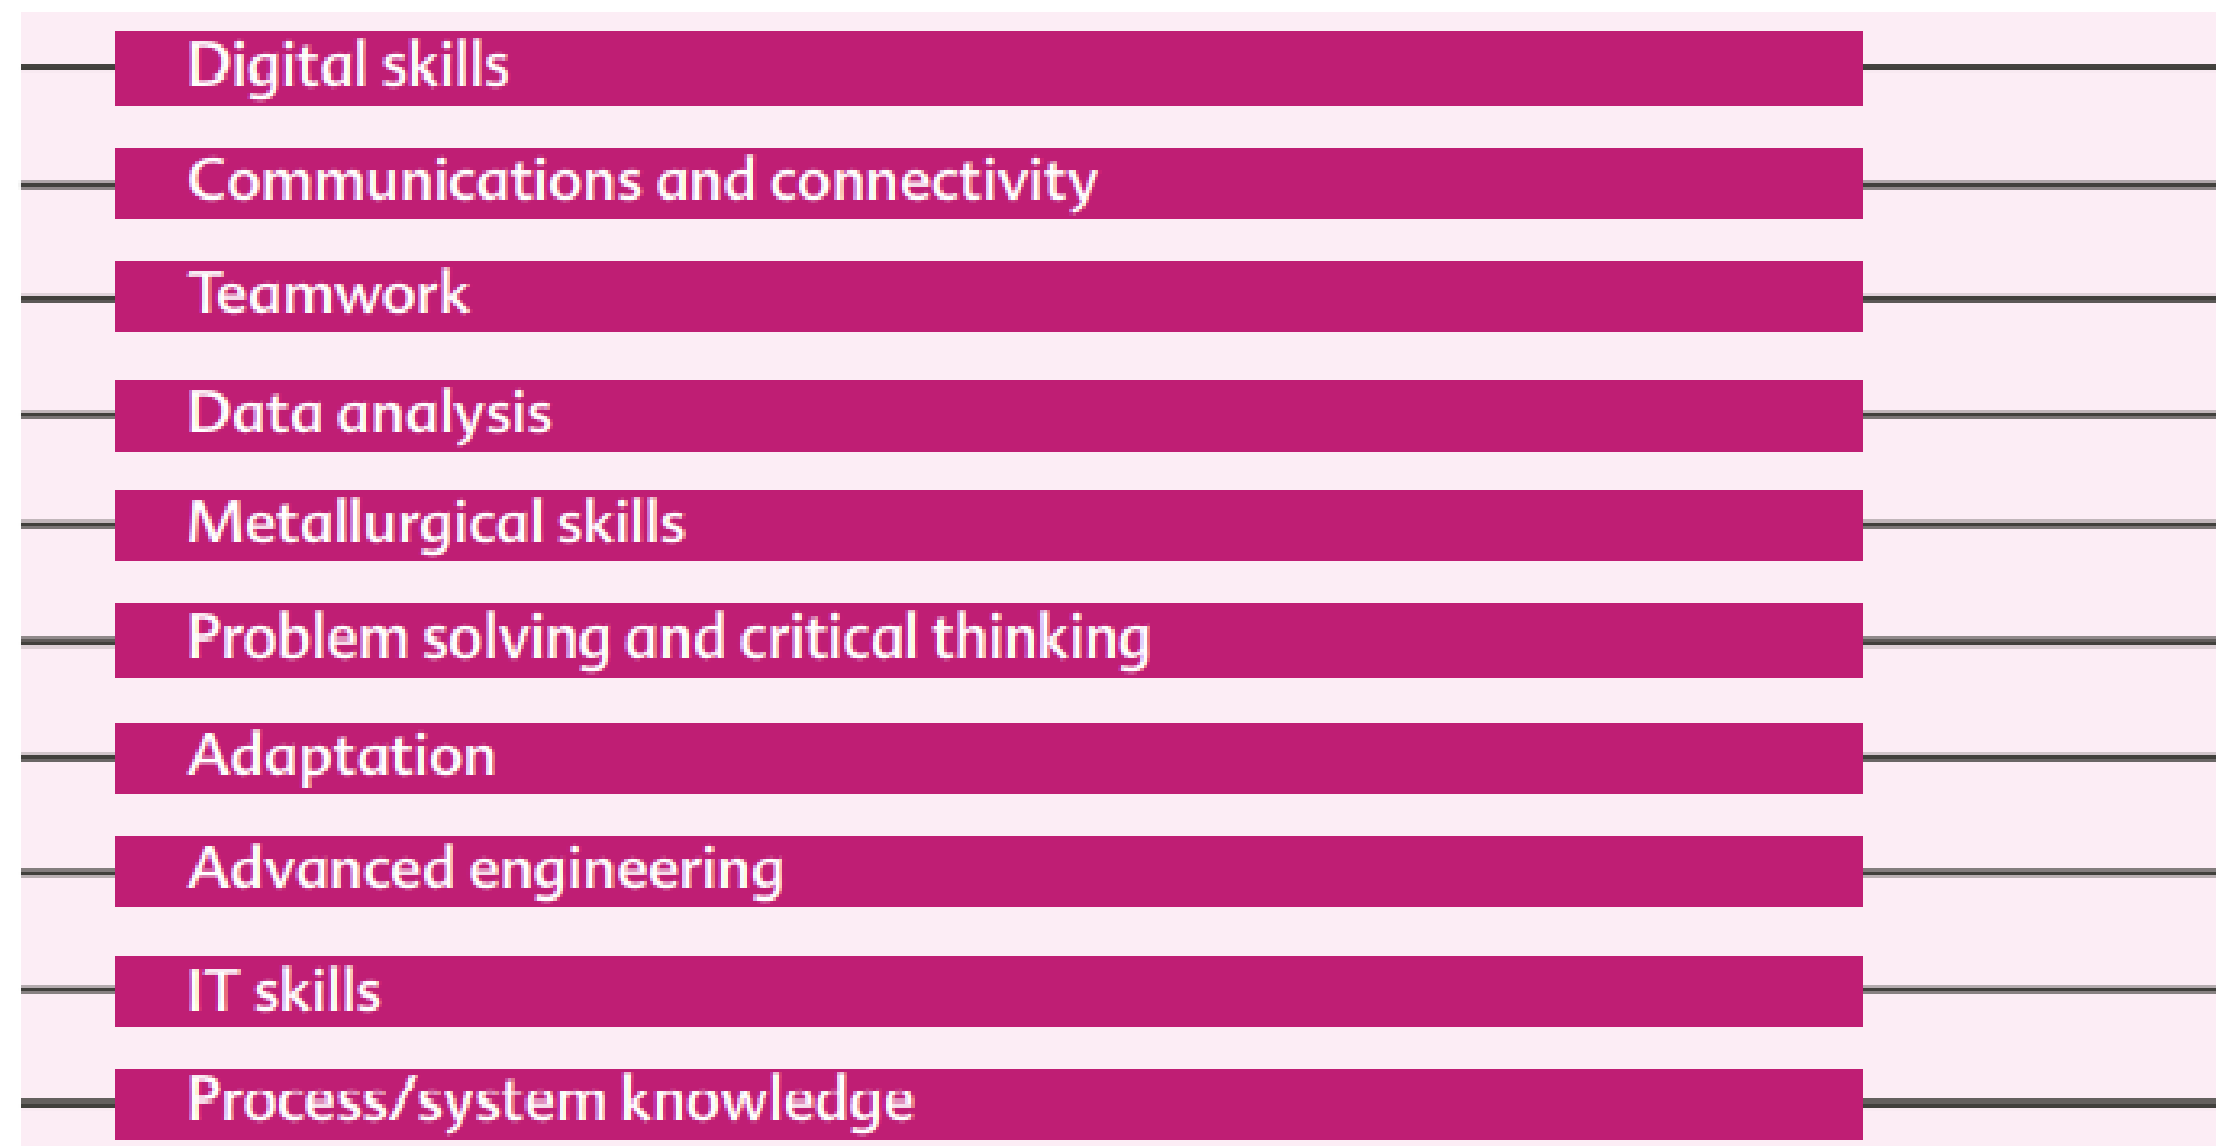 Digital skills
Communications and connectivity
Teamwork
Data analysis
Metallurgical skills
Problem solving and critical thinking
Adaptation
Advanced engineering
IT skills
Process/system knowledge